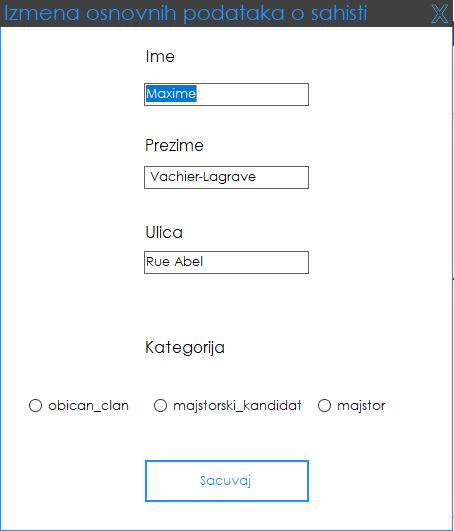 Izmena osnovnih podataka o sahisti X
Ime
Maxime
Prezime
Vachier-Lagrave
Ulica
Rue Abel
Kategorija
obican_clan majstorski_kandidat majstor
Sacuvaj